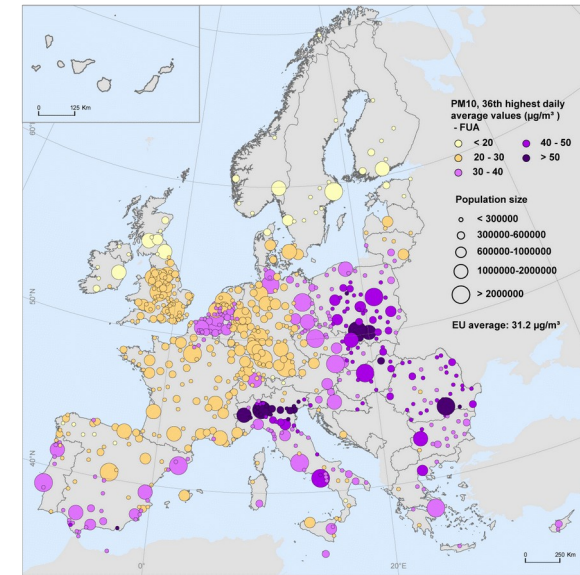 0 125 Km
PM10, 36th highest daily
average values (µg/m³ )
- FUA
< 20
40 - 50
20 - 30
> 50
30 - 40
Population size
< 300000
300000-600000
600000-1000000
1000000-2000000
> 2000000
EU average: 31.2 µg/m³
60°N
50°N
40°N
0°
20°E
0 250 Km